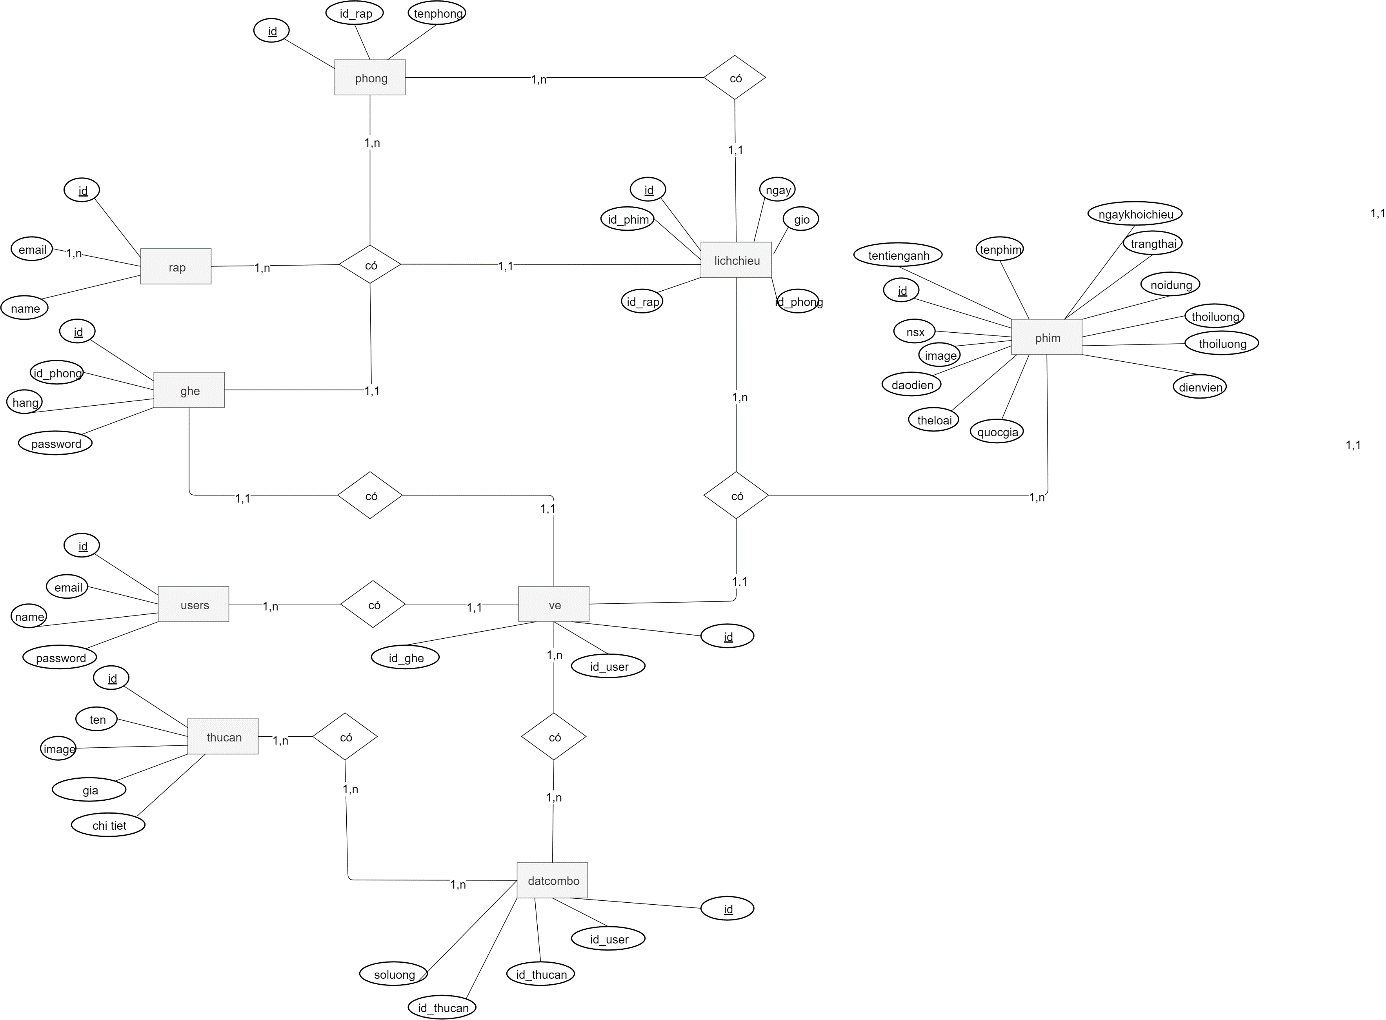 id_rap
tenphong
id
phong
1,n
có
1,n
1,1
id
id
ngay
id_phim
gio
ngaykhoichieu
1,1
trangthai
email
1,n
tenphim
tentienganh
rap
1,n
có
1,1
lichchieu
id
noidung
name
id_rap
id_phong
thoiluong
id
nsx
phim
thoiluong
image
id_phong
ghe
1,1
daodien
dienvien
hang
1,n
theloai
quocgia
password
1,1
1,1
có
1,1
có
1,n
id
email
1,1
users
1,n
có
1,1
ve
name
id
password
id_ghe
1,n
id_user
id
ten
thucan
1,n
có
có
image
gia
1,n
1,n
chi tiet
1,n
datcombo
id
id_user
soluong
id_thucan
id_thucan